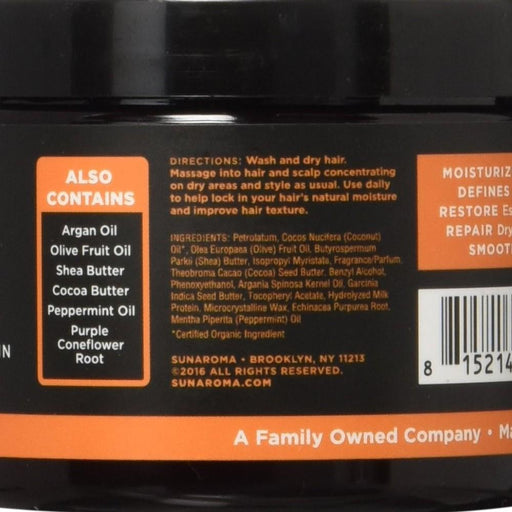 ALSO
CONTAINS
Argan Oil
Olive Fruit Oil
Shea Butter
Cocoa Butter
Peppermint Oil
Purple
Coneflower
Root
IN
DIRECTIONS: Wash and dry hair.
Massage into hair and scalp concentrating
on dry areas and style as usual. Use daily
to help lock in your hair's natural moisture
and improve hair texture.
INGREDIENTS: Petrolatum, Cocos Nucifera (Coconut)
Oil*, Olea Europaea (Olive) Fruit Oil, Butyrospermum
Parkii (Shea) Butter, Isopropyl Myristate, Fragrance/Parfum,
Theobroma Cacao (Cocoa) Seed Butter, Benzyl Alcohol,
Phenoxyethanol, Argania Spinosa Kernel Oil, Garcinia
Indica Seed Butter, Tocopheryl Acetate, Hydrolyzed Milk
Protein, Microcrystalline Wax, Echinacea Purpurea Root,
Mentha Piperita (Peppermint) Oil
*Certified Organic Ingredient
SUNAROMA • BROOKLYN, NY 11213
©2016 ALL RIGHTS RESERVED.
SUNAROMA.COM
MOISTURIZ
DEFINES
RESTORE Es
REPAIR Dry
SMOOT
8 15214
A Family Owned Company • Ma